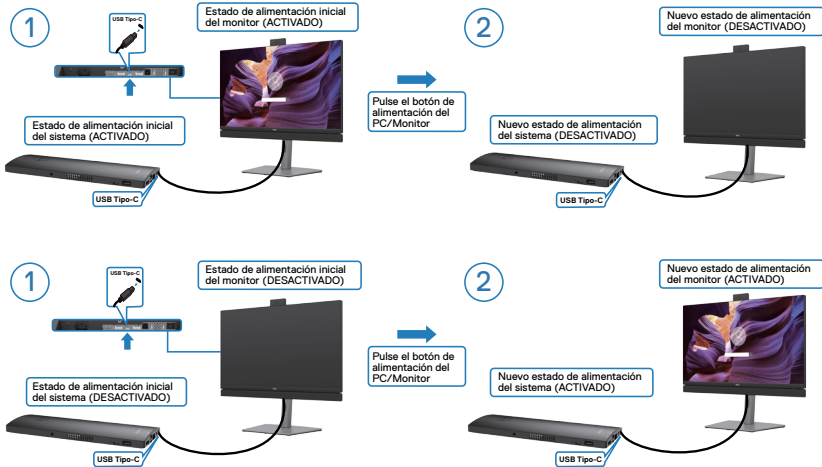 1
USB Tipo-C
Estado de alimentación inicial
del monitor (ACTIVADO)
Estado de alimentación inicial
del sistema (ACTIVADO)
USB Tipo-C
Pulse el botón de
alimentación del
PC/Monitor
2
Nuevo estado de alimentación
del monitor (DESACTIVADO)
Nuevo estado de alimentación
del sistema (DESACTIVADO)
USB Tipo-C
1
USB Tipo-C
Estado de alimentación inicial
del monitor (DESACTIVADO)
Estado de alimentación inicial
del sistema (DESACTIVADO)
USB Tipo-C
Pulse el botón de
alimentación del
PC/Monitor
2
Nuevo estado de alimentación
del monitor (ACTIVADO)
Nuevo estado de alimentación
del sistema (ACTIVADO)
USB Tipo-C